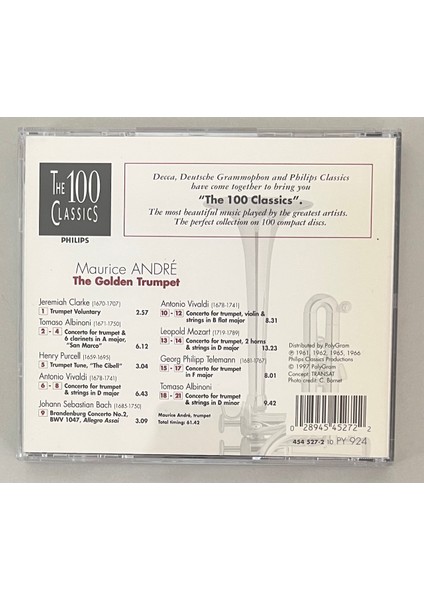 THE
100
CLASSICS
PHILIPS
Decca, Deutsche Grammophon and Philips Classics
have come together to bring you
"The 100 Classics".
The most beautiful music played by the greatest artists.
The perfect collection on 100 compact discs.
Maurice ANDRÉ
The Golden Trumpet
Jeremiah Clarke (1670-1707)
1 Trumpet Voluntary 2.57
Tomaso Albinoni (1671-1750)
2 - 4 Concerto for trumpet &
6 clarinets in A major,
"San Marco" 6.12
Henry Purcell (1659-1695)
5 Trumpet Tune, "The Cibell" 3.04
Antonio Vivaldi (1678-1741)
6 - 8 Concerto for trumpet
& strings in D major 6.43
Johann Sebastian Bach (1685-1750)
9 Brandenburg Concerto No.2,
BWV 1047, Allegro Assai 3.09
Antonio Vivaldi (1678-1741)
10 - 12 Concerto for trumpet, violin &
strings in B flat major 8.31
Leopold Mozart (1719-1789)
13 - 14 Concerto for trumpet, 2 horns
& strings in D major 13.23
Georg Philipp Telemann (1681-1767)
15 - 17 Concerto for trumpet
in F major 8.01
Tomaso Albinoni
18 - 21 Concerto for trumpet
& strings in D minor 9.42
Maurice André, trumpet
Total timing: 61.42
Distributed by PolyGram
℗ 1961, 1962, 1965, 1966
Philips Classics Productions
© 1997 PolyGram
Concept: TRANSAT
Photo credit: C. Bornet
0 28945 45272 2
454 527-2 10 PY 924